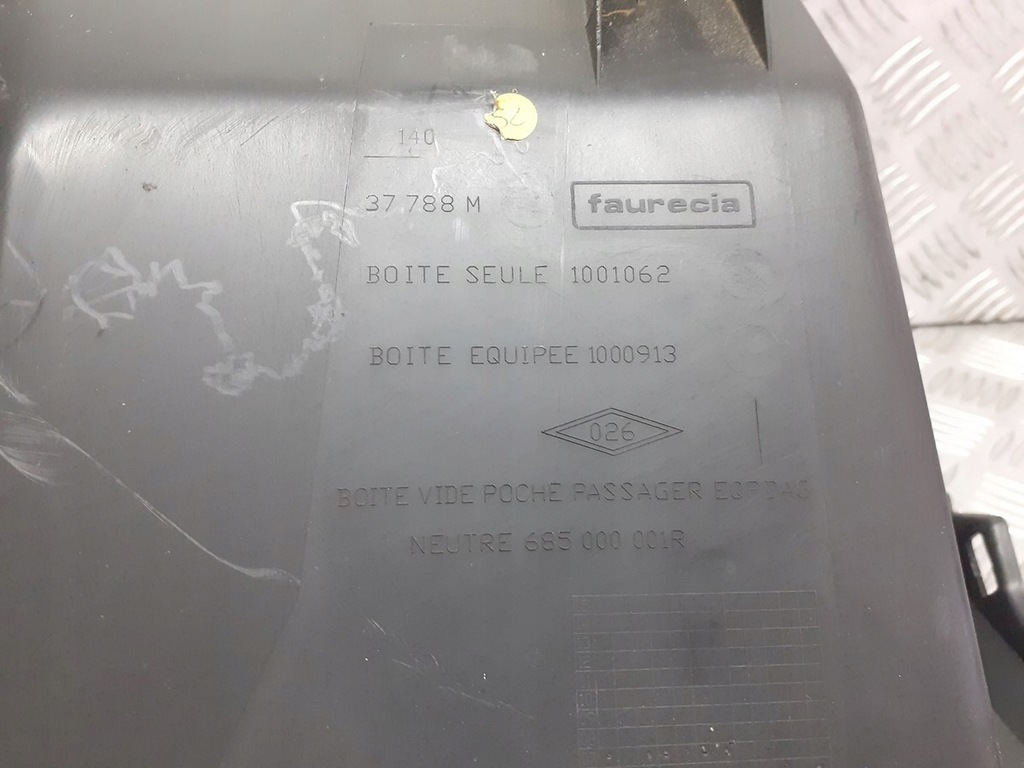 32
140
37 788 M
faurecia
BOITE SEULE 1001062
BOITE EQUIPEE 1000913
026
BOITE VIDE POCHE PASSAGER
NEUTRE 685 000 001R